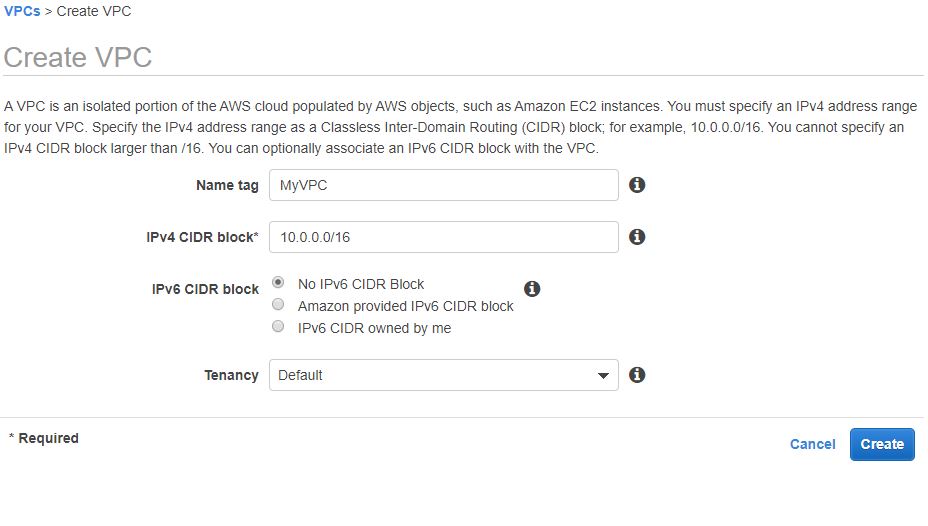 VPCs > Create VPC
Create VPC
A VPC is an isolated portion of the AWS cloud populated by AWS objects, such as Amazon EC2 instances. You must specify an IPv4 address range
for your VPC. Specify the IPv4 address range as a Classless Inter-Domain Routing (CIDR) block; for example, 10.0.0.0/16. You cannot specify an
IPv4 CIDR block larger than /16. You can optionally associate an IPv6 CIDR block with the VPC.
Name tag MyVPC
IPv4 CIDR block* 10.0.0.0/16
IPv6 CIDR block No IPv6 CIDR Block
Amazon provided IPv6 CIDR block
IPv6 CIDR owned by me
Tenancy Default
* Required
Cancel Create